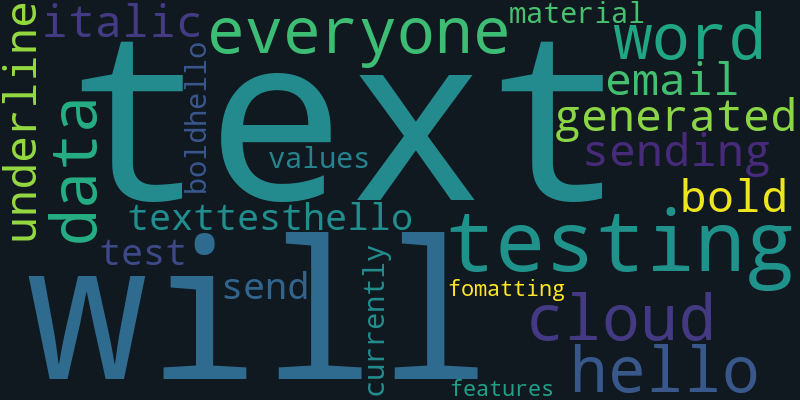 italic
everyone
material
word
underline
boldhello
text
email
data
generated
values
sending
bold
texttesthello
testing
test
will
send
currently
fomatting
cloud
hello
features